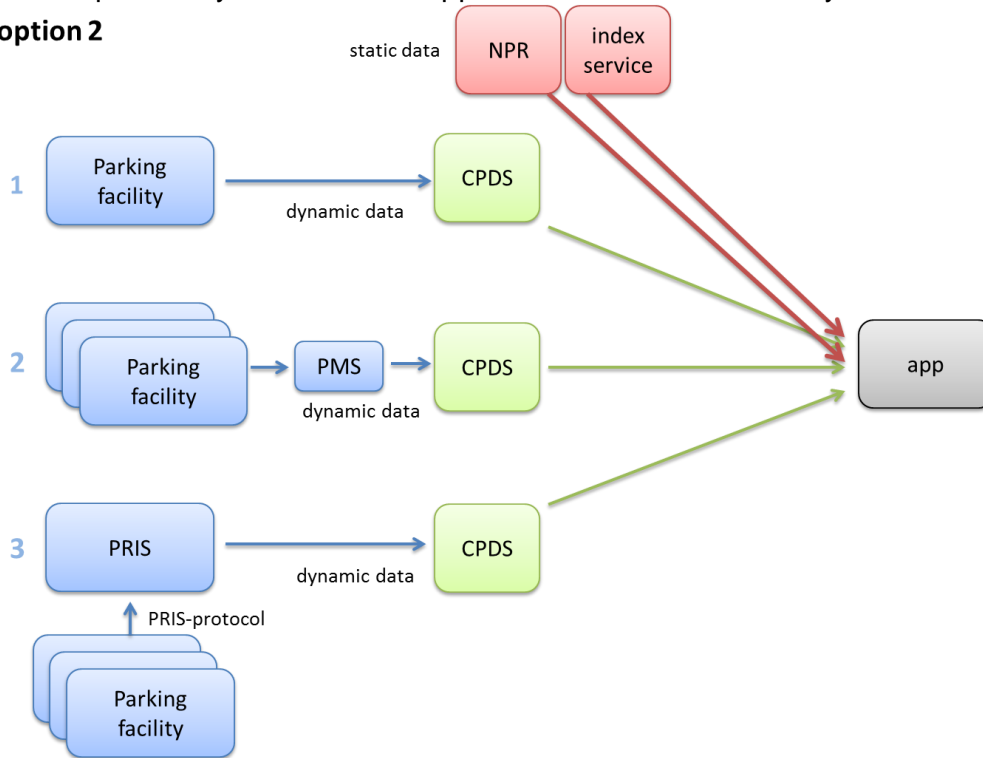 option 2
static data
NPR
index
service
1
Parking
facility
dynamic data
CPDS
2
Parking
facility
PMS
dynamic data
CPDS
app
3
PRIS
dynamic data
CPDS
PRIS-protocol
Parking
facility